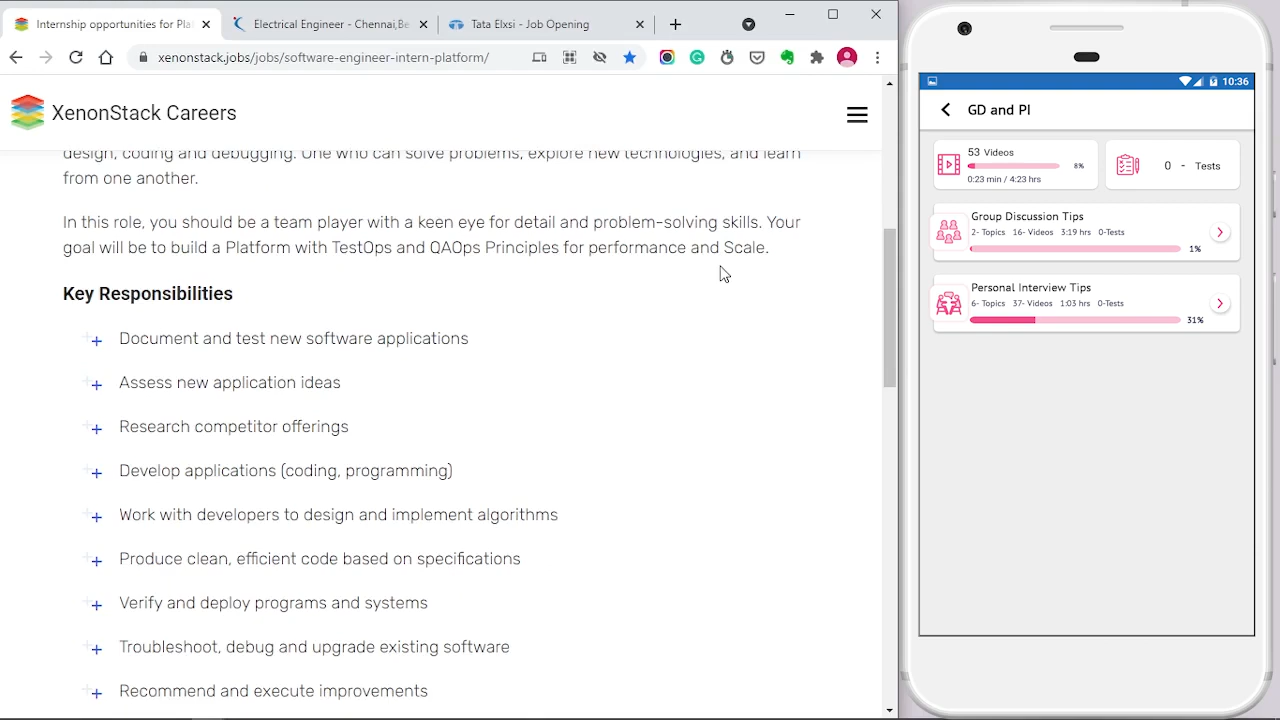 Internship opportunities for Pla
Electrical Enginner - Chennai,Be
Tata Elxsi - Job Opening
xenonstack.jobs/jobs/software-engineer-intern-platform/
XenonStack Careers
design, coding and debugging. One who can solve problems, explore new technologies, and learn
from one another.
In this role, you should be a team player with a keen eye for detail and problem-solving skills. Your
goal will be to build a Platform with TestOps and QAOps Principles for performance and Scale.
Key Responsibilities
Document and test new software applications
Assess new application ideas
Research competitor offerings
Develop applications (coding, programming)
Work with developers to design and implement algorithms
Produce clean, efficient code based on specifications
Verify and deploy programs and systems
Troubleshoot, debug and upgrade existing software
Recommend and execute improvements
10:36
GD and PI
53 Videos
8%
0:23 min / 4:23 hrs
0 - Tests
Group Discussion Tips
2- Topics 16- Videos 3:19 hrs 0-Tests
1%
Personal Interview Tips
6- Topics 37- Videos 1:03 hrs 0-Tests
31%